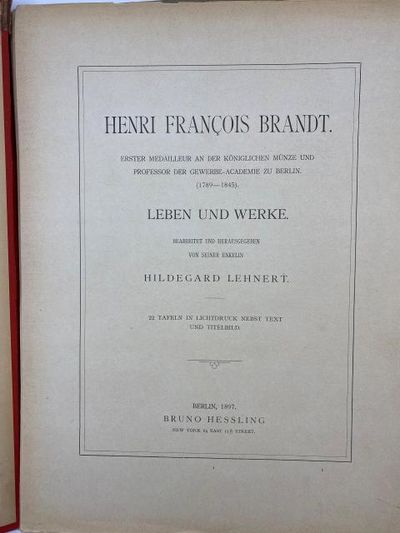 HENRI FRANÇOIS BRANDT.
ERSTER MEDAILLEUR AN DER KÖNIGLICHEN MÜNZE UND
PROFESSOR DER GEWERBE-ACADEMIE ZU BERLIN.
(1789—1845).
LEBEN UND WERKE.
BEARBEITET UND HERAUSGEGEBEN
VON SEINER ENKELIN
HILDEGARD LEHNERT.
22 TAFELN IN LICHTDRUCK NEBST TEXT
UND TITELBILD.
BERLIN, 1897.
BRUNO HESSLING
NEW YORK 64 EAST 12th STREET.